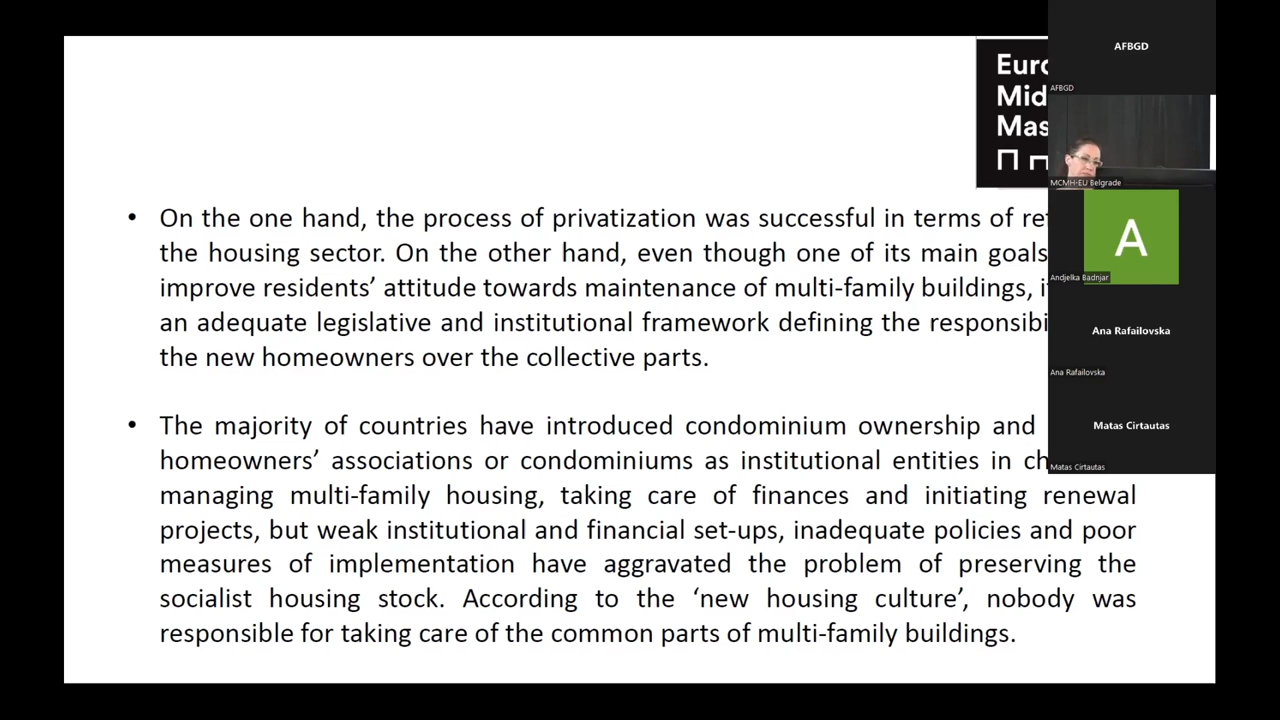 AFBGD
AFBGD
MCMH-EU Belgrade
A
Andjelka Badnjar
Ana Rafailovska
Ana Rafailovska
Matas Cirtautas
Matas Cirtautas
• On the one hand, the process of privatization was successful in terms of
the housing sector. On the other hand, even though one of its main goals
improve residents’ attitude towards maintenance of multi-family buildings,
an adequate legislative and institutional framework defining the
the new homeowners over the collective parts.
• The majority of countries have introduced condominium ownership and
homeowners’ associations or condominiums as institutional entities in
managing multi-family housing, taking care of finances and initiating renewal
projects, but weak institutional and financial set-ups, inadequate policies and poor
measures of implementation have aggravated the problem of preserving the
socialist housing stock. According to the ‘new housing culture’, nobody was
responsible for taking care of the common parts of multi-family buildings.